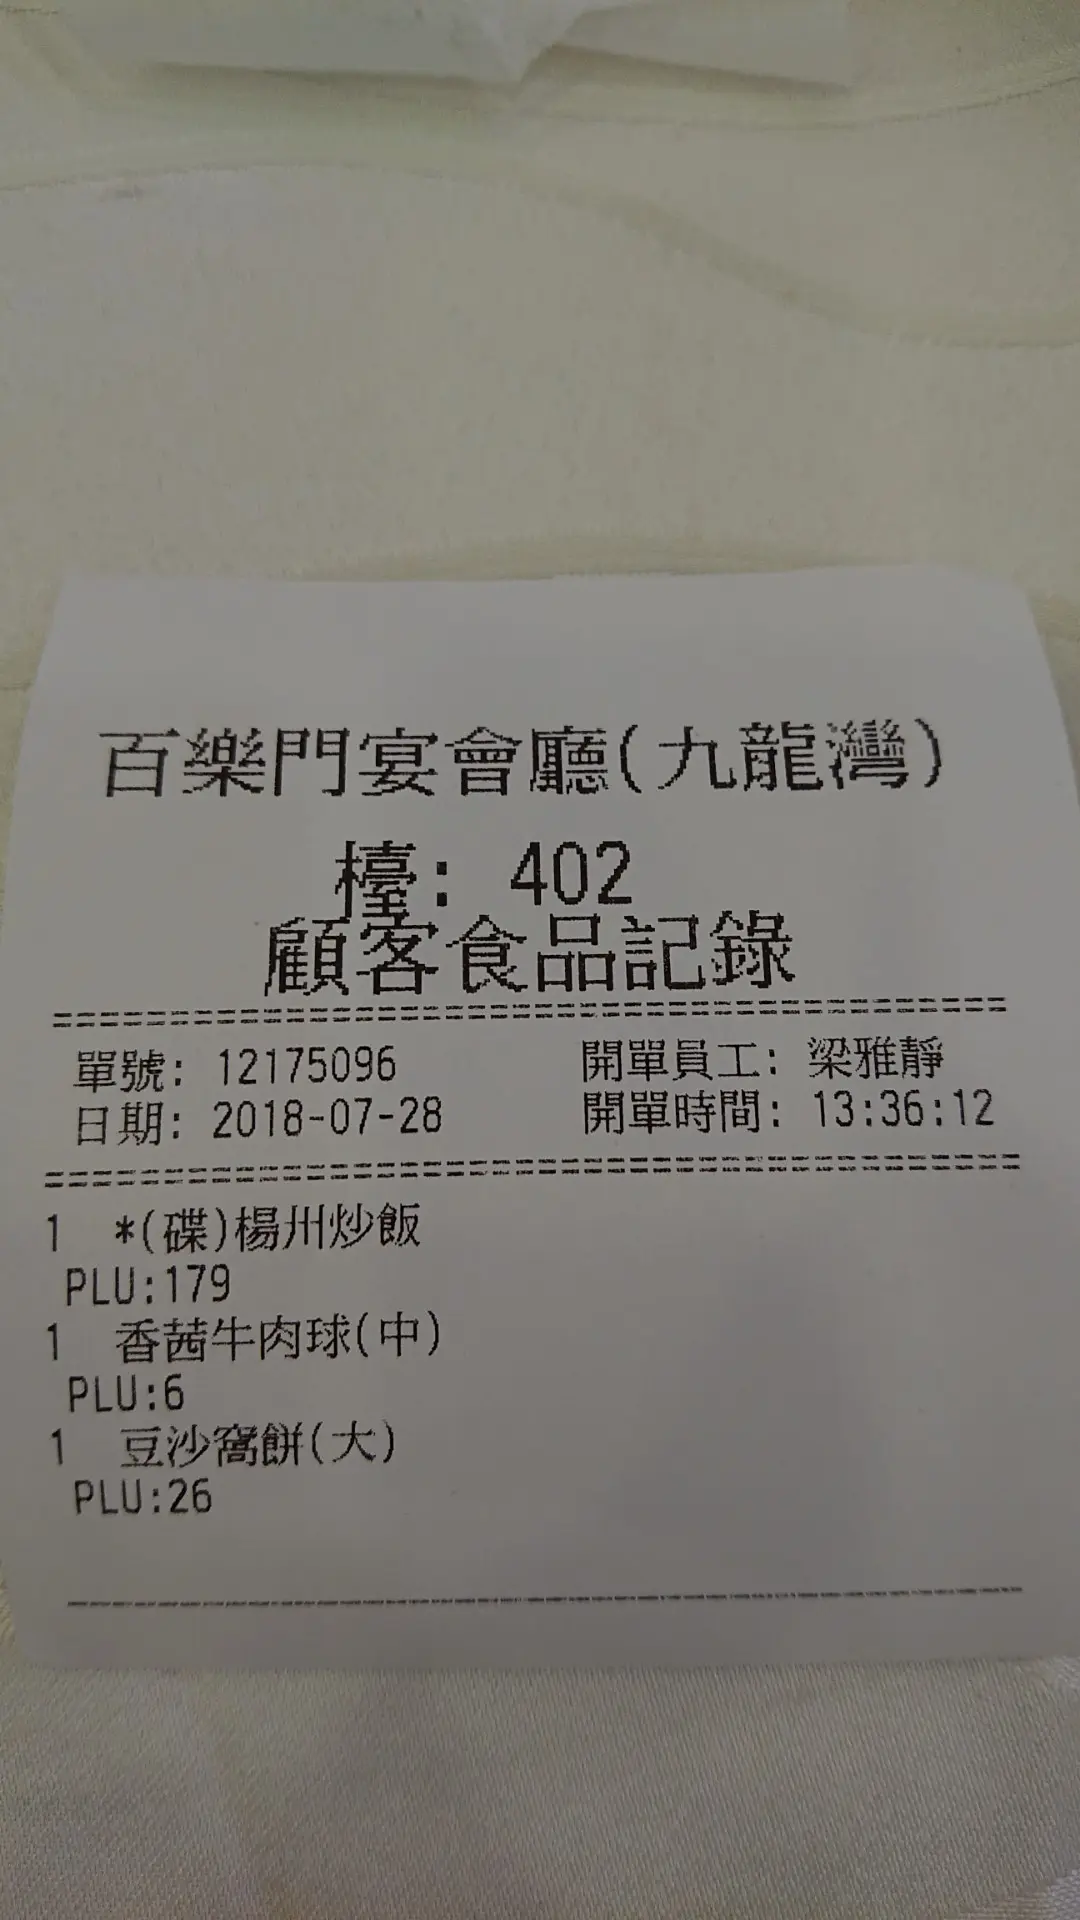 百樂門宴會廳(九龍灣)
檯: 402
顧客食品記錄
單號: 12175096 開單員工: 梁雅靜
日期: 2018-07-28 開單時間: 13:36:12
1 *(碟)楊州炒飯
PLU:179
1 香茜牛肉球(中)
PLU:6
1 豆沙窩餅(大)
PLU:26